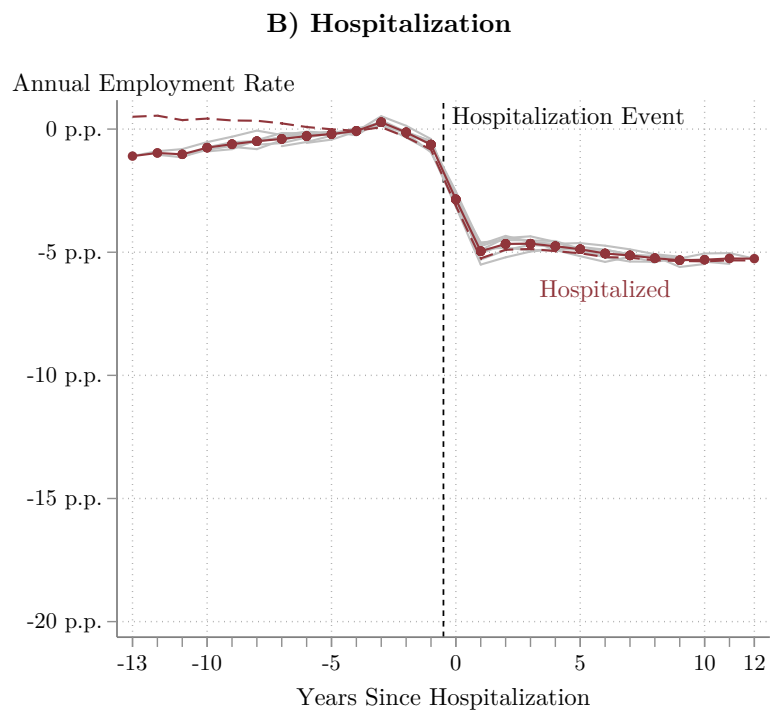 B) Hospitalization
Annual Employment Rate
Hospitalization Event
0 p.p.
-5 p.p.
Hospitalized
-10 p.p.
-15 p.p.
-20 p.p.
-13 -10 -5 0 5 10 12
Years Since Hospitalization